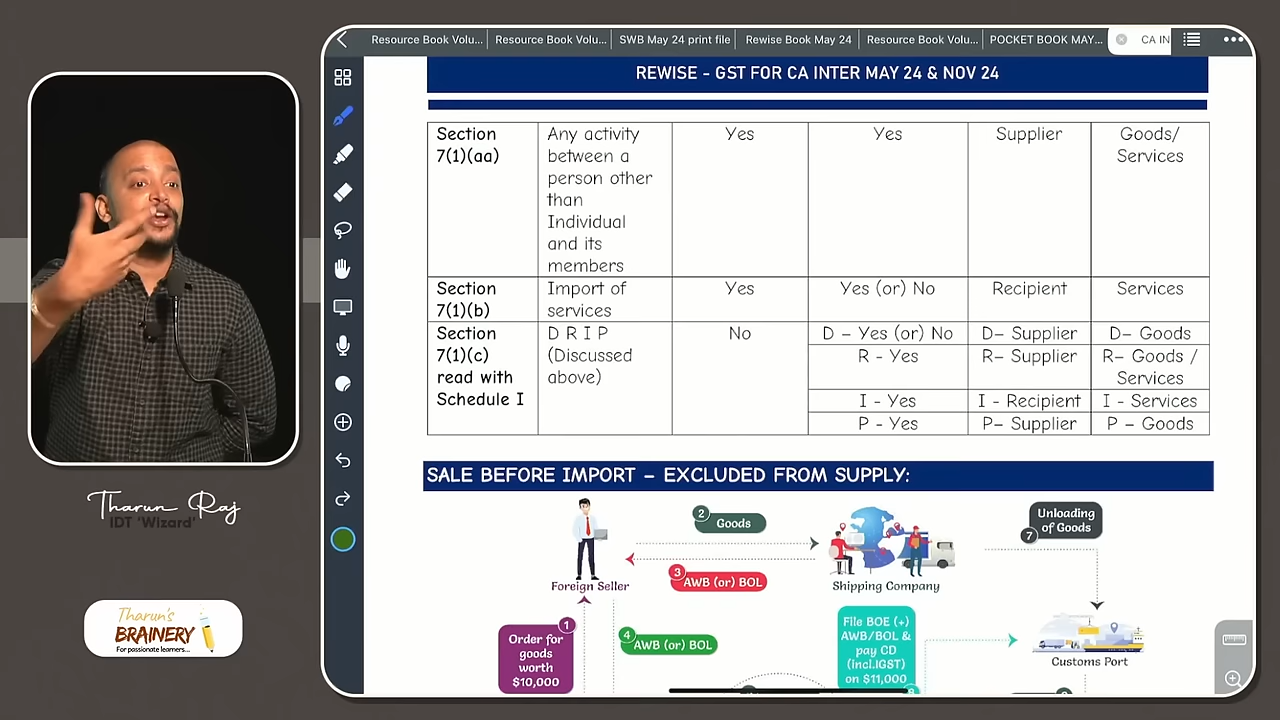 Resource Book Volu...
Resource Book Volu...
SWB May 24 print file
Rewise Book May 24
Resource Book Volu...
POCKET BOOK MAY...
CA IN
REWISE - GST FOR CA INTER MAY 24 & NOV 24
Section
7(1)(aa)
Any activity
between a
person other
than
Individual
and its
members
Yes
Yes
Supplier
Goods/
Services
Section
7(1)(b)
Import of
services
Yes
Yes (or) No
Recipient
Services
Section
7(1)(c)
read with
Schedule I
D R I P
(Discussed
above)
No
D – Yes (or) No
D– Supplier
D– Goods
R - Yes
R– Supplier
R– Goods /
Services
I - Yes
I - Recipient
I - Services
P - Yes
P– Supplier
P – Goods
SALE BEFORE IMPORT – EXCLUDED FROM SUPPLY:
2
Goods
3
AWB (or) BOL
Foreign Seller
Shipping Company
Unloading
of Goods
7
1
Order for
goods
worth
$10,000
4
AWB (or) BOL
File BOE (+)
AWB/BOL &
pay CD
(incl.IGST)
on $11,000
Customs Port
Tharun Raj
IDT 'Wizard'
Tharun's
BRAINERY
For passionate learners...